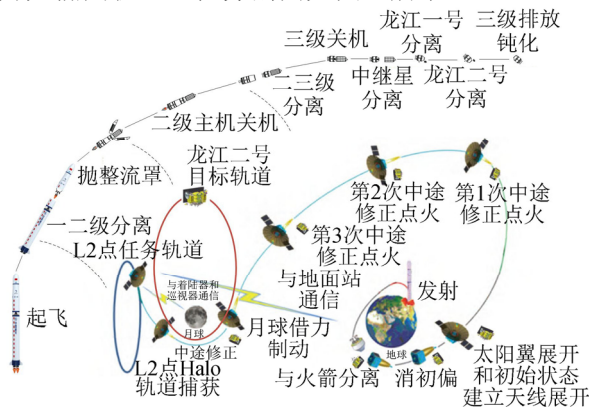 三级关机
龙江一号
分离
三级排放
钝化
二三级
分离
中继星
分离
龙江二号
分离
二级主机关机
抛整流罩
龙江二号
目标轨道
一二级分离
L2点任务轨道
起飞
第2次中途
修正点火
第1次中途
修正点火
第3次中途
修正点火
与地面站
通信
与着陆器和
巡视器通信
月球
发射
月球借力
制动
中途修正
L2点Halo
轨道捕获
地球
与火箭分离
消初偏
太阳翼展开
和初始状态
建立天线展开